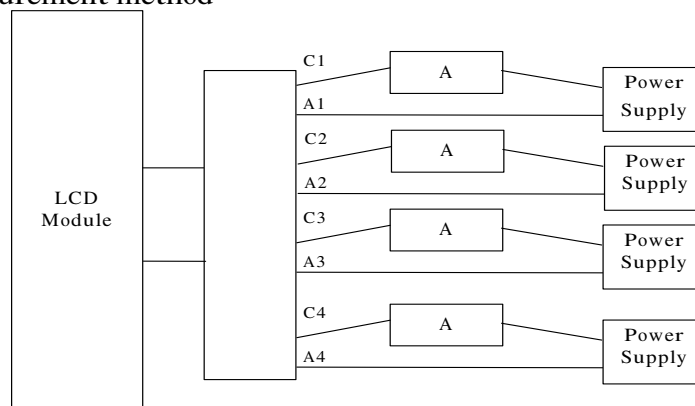 urement method
C1
A
Power
Supply
A1
C2
A
Power
Supply
A2
LCD
Module
C3
A
Power
Supply
A3
C4
A
Power
Supply
A4